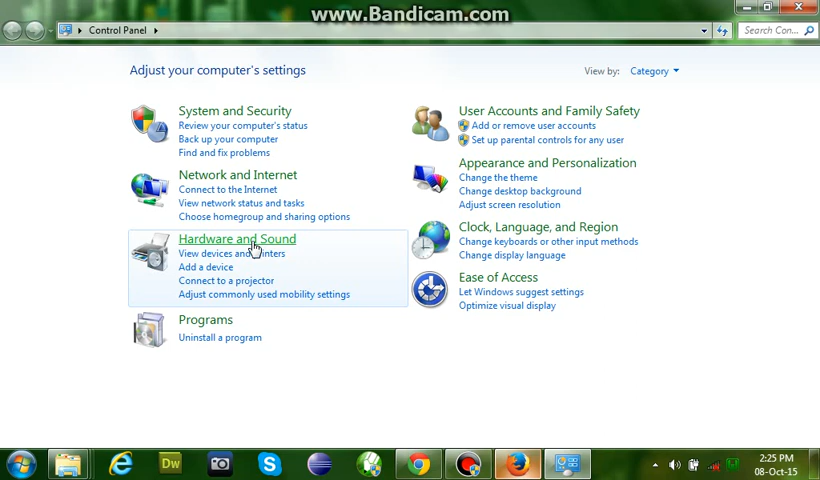 www.Bandicam.com
Control Panel
Search Con...
Adjust your computer's settings
View by: Category
System and Security
Review your computer's status
Back up your computer
Find and fix problems
Network and Internet
Connect to the Internet
View network status and tasks
Choose homegroup and sharing options
Hardware and Sound
View devices and printers
Add a device
Connect to a projector
Adjust commonly used mobility settings
Programs
Uninstall a program
User Accounts and Family Safety
Add or remove user accounts
Set up parental controls for any user
Appearance and Personalization
Change the theme
Change desktop background
Adjust screen resolution
Clock, Language, and Region
Change keyboards or other input methods
Change display language
Ease of Access
Let Windows suggest settings
Optimize visual display
Dw
2:25 PM
08-Oct-15